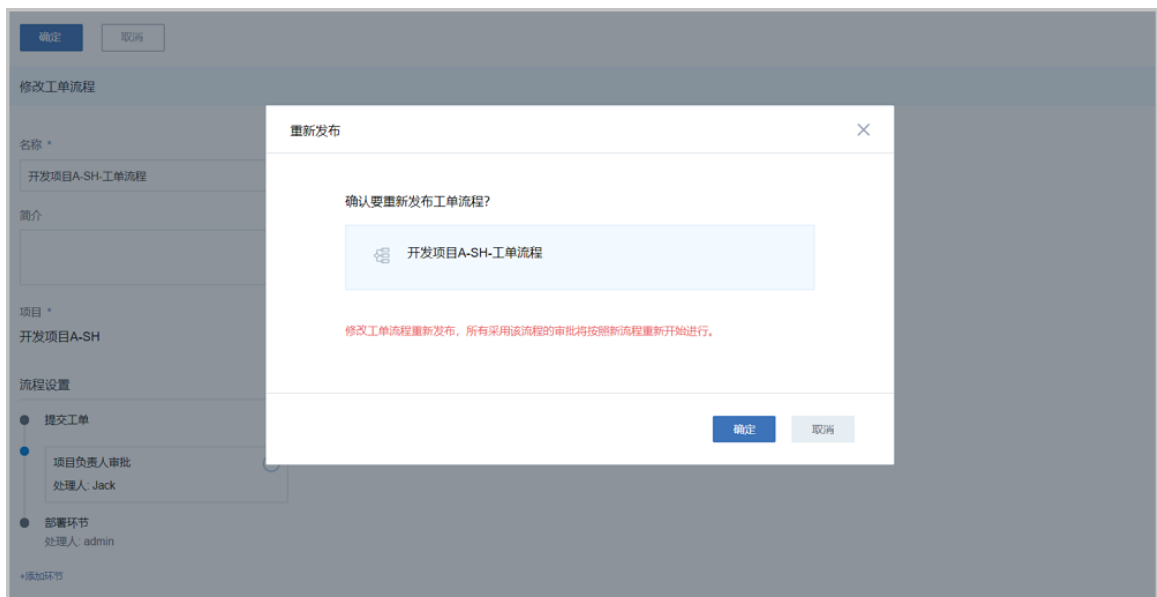 确定 取消
修改工单流程
名称 *
开发项目A-SH-工单流程
简介
项目 *
开发项目A-SH
流程设置
提交工单
项目负责人审批
处理人: Jack
部署环节
处理人: admin
+添加环节
重新发布
确认要重新发布工单流程?
开发项目A-SH-工单流程
修改工单流程重新发布，所有采用该流程的审批将按照新流程重新开始进行。
确定 取消